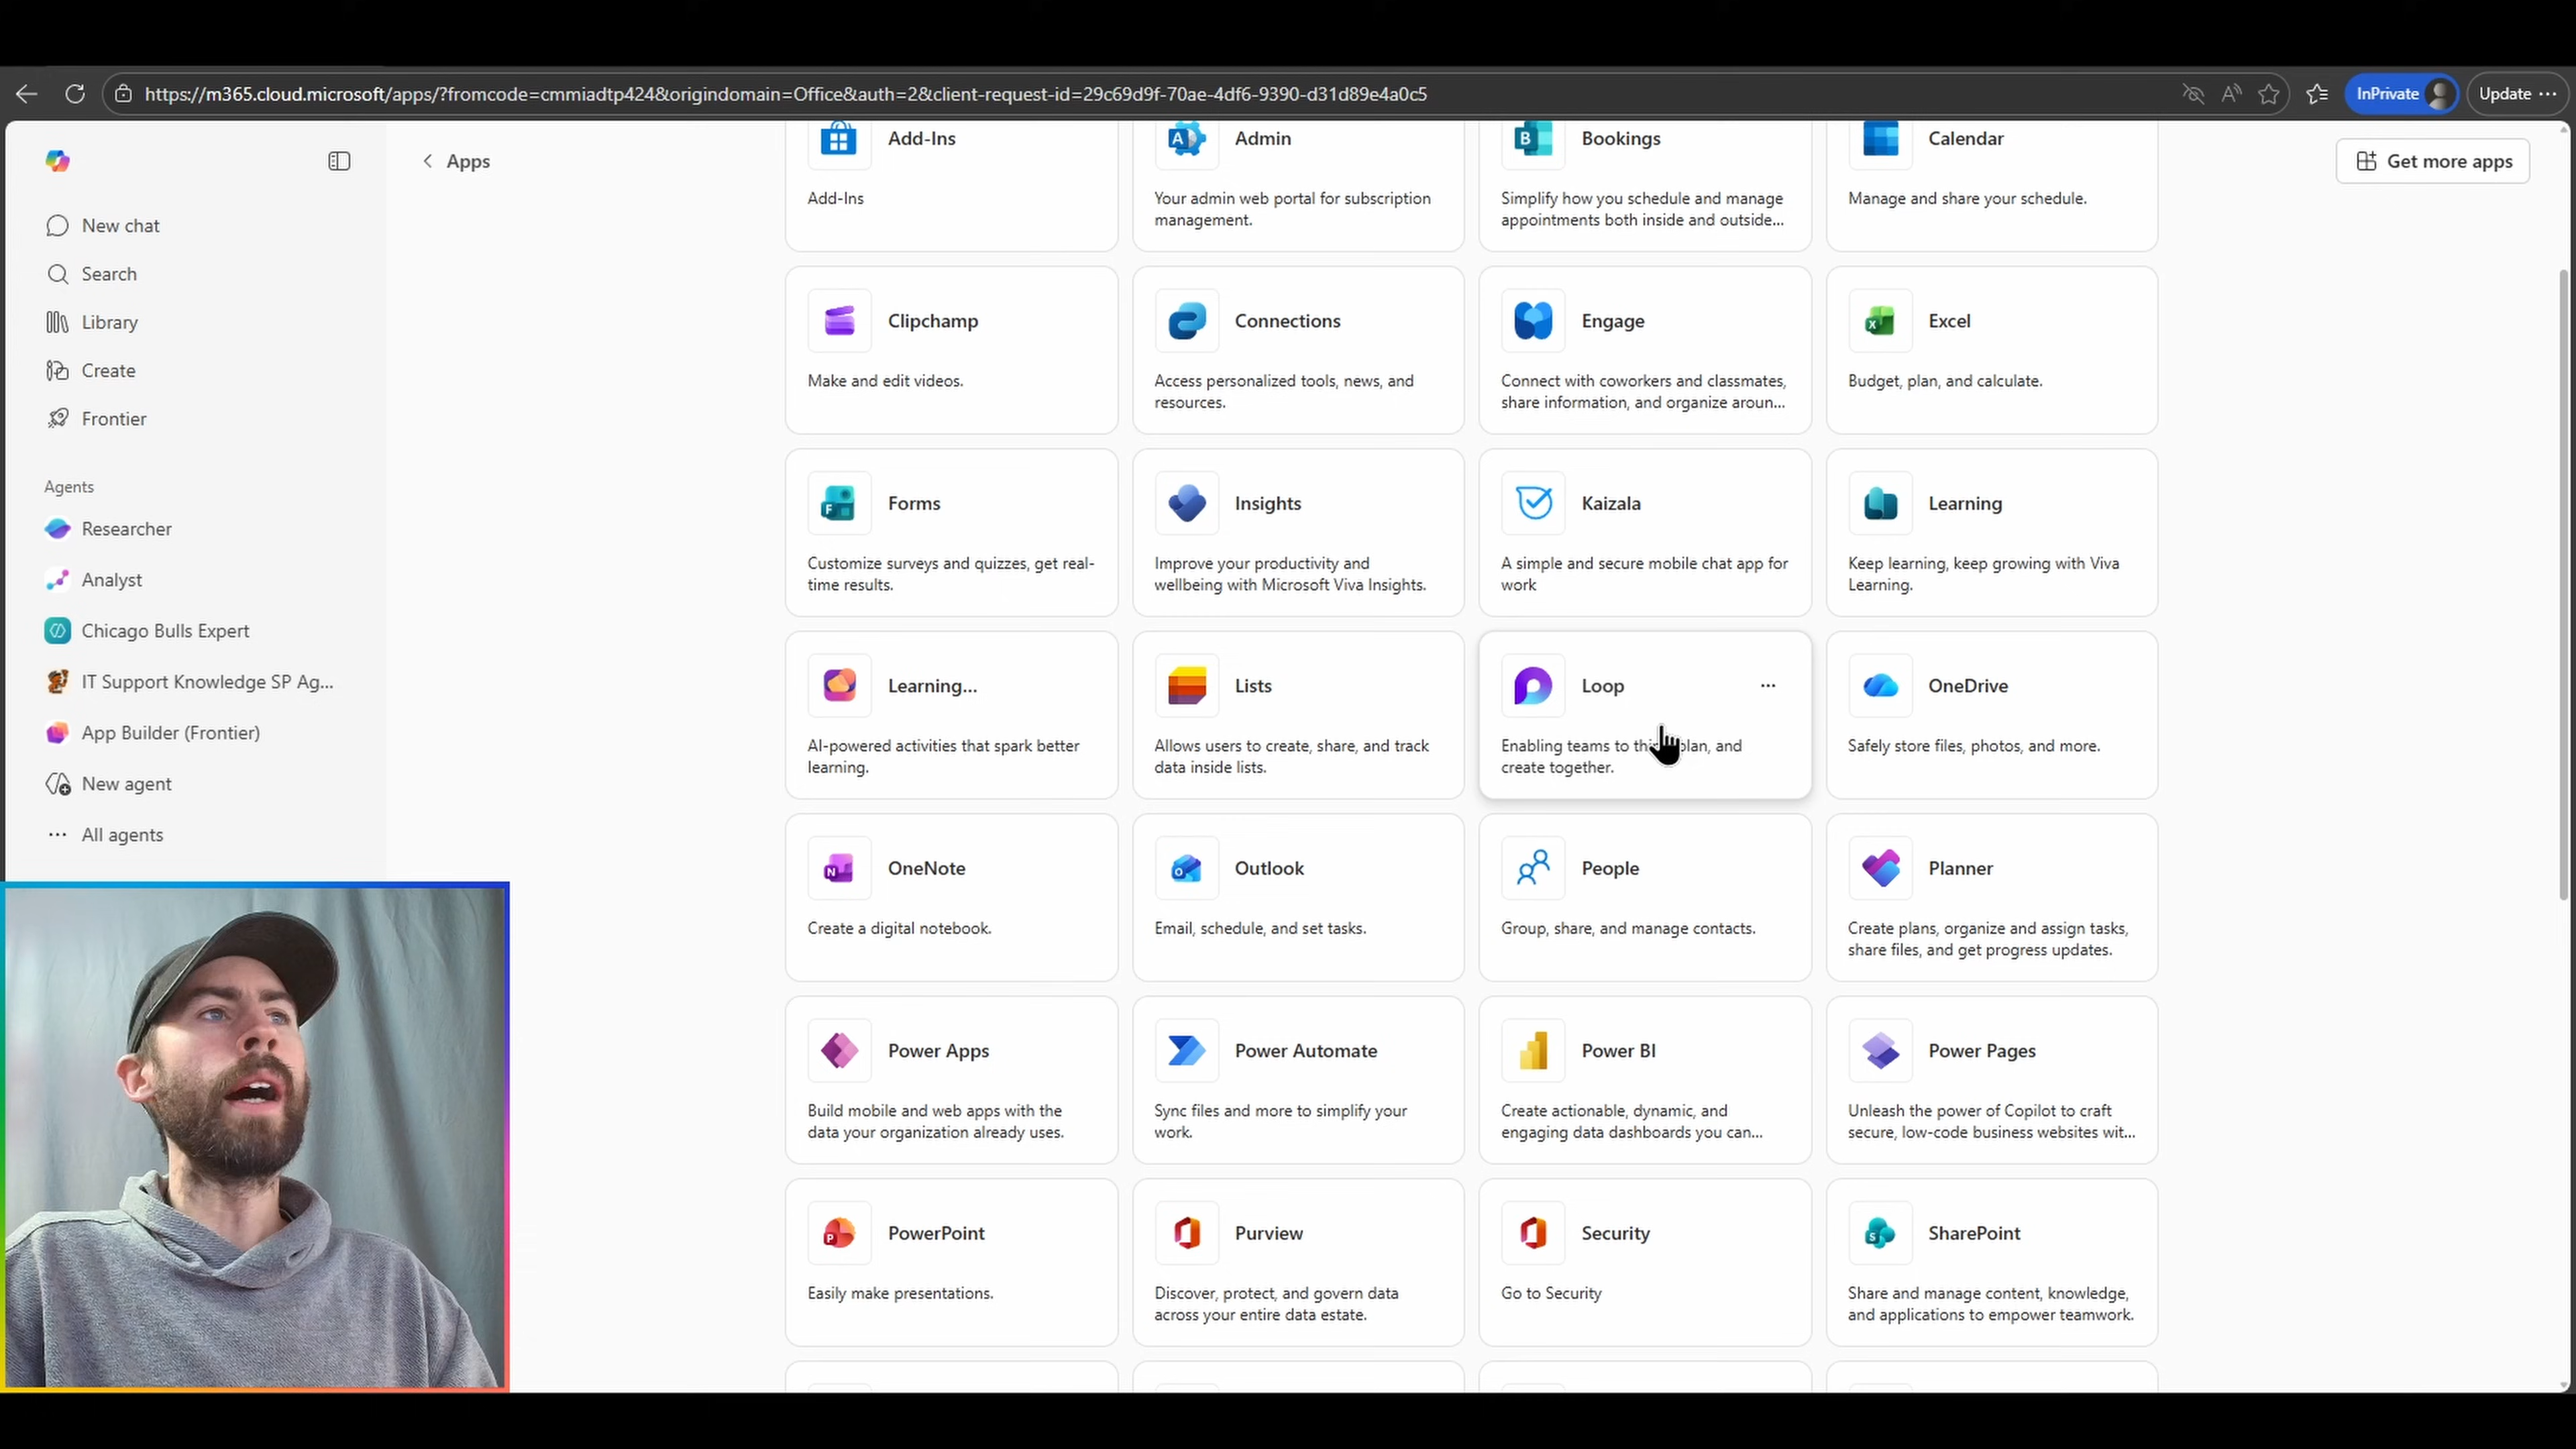 https://m365.cloud.microsoft/apps/?fromcode=cmmiadtp424&origindomain=Office&auth=2&client-request-id=29c69d9f-70ae-4df6-9390-d31d89e4a0c5
InPrivate
Update
New chat
Search
Library
Create
Frontier
Agents
Researcher
Analyst
Chicago Bulls Expert
IT Support Knowledge SP Ag...
App Builder (Frontier)
New agent
All agents
Apps
Get more apps
Add-Ins
Add-Ins
Admin
Your admin web portal for subscription
management.
Bookings
Simplify how you schedule and manage
appointments both inside and outside...
Calendar
Manage and share your schedule.
Clipchamp
Make and edit videos.
Connections
Access personalized tools, news, and
resources.
Engage
Connect with coworkers and classmates,
share information, and organize aroun...
Excel
Budget, plan, and calculate.
Forms
Customize surveys and quizzes, get real-
time results.
Insights
Improve your productivity and
wellbeing with Microsoft Viva Insights.
Kaizala
A simple and secure mobile chat app for
work
Learning
Keep learning, keep growing with Viva
Learning.
Learning...
AI-powered activities that spark better
learning.
Lists
Allows users to create, share, and track
data inside lists.
Loop
Enabling teams to and
create together.
OneDrive
Safely store files, photos, and more.
OneNote
Create a digital notebook.
Outlook
Email, schedule, and set tasks.
People
Group, share, and manage contacts.
Planner
Create plans, organize and assign tasks,
share files, and get progress updates.
Power Apps
Build mobile and web apps with the
data your organization already uses.
Power Automate
Sync files and more to simplify your
work.
Power BI
Create actionable, dynamic, and
engaging data dashboards you can...
Power Pages
Unleash the power of Copilot to craft
secure, low-code business websites wit...
PowerPoint
Easily make presentations.
Purview
Discover, protect, and govern data
across your entire data estate.
Security
Go to Security
SharePoint
Share and manage content, knowledge,
and applications to empower teamwork.